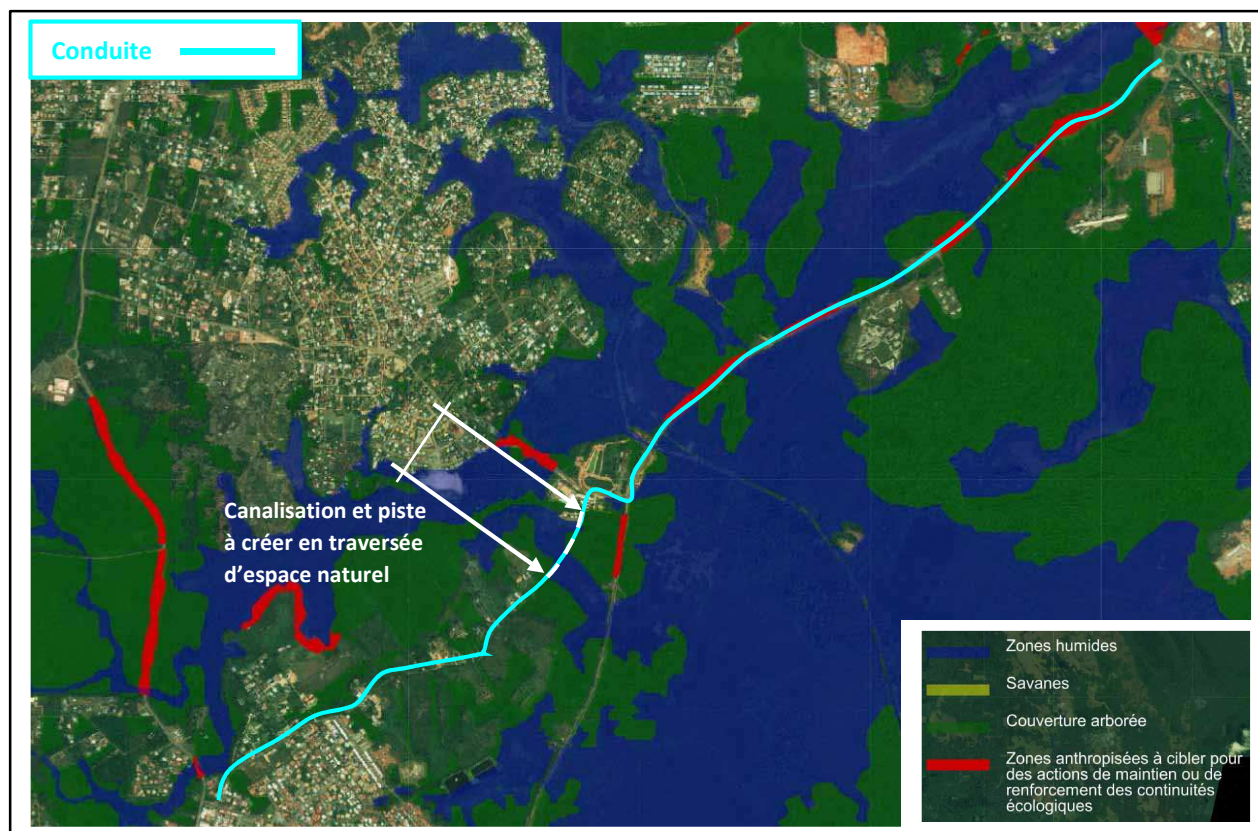 Conduite
Canalisation et piste
à créer en traversée
d’espace naturel
Zones humides
Savanes
Couverture arborée
Zones anthropisées à cibler pour
des actions de maintien ou de
renforcement des continuités
écologiques